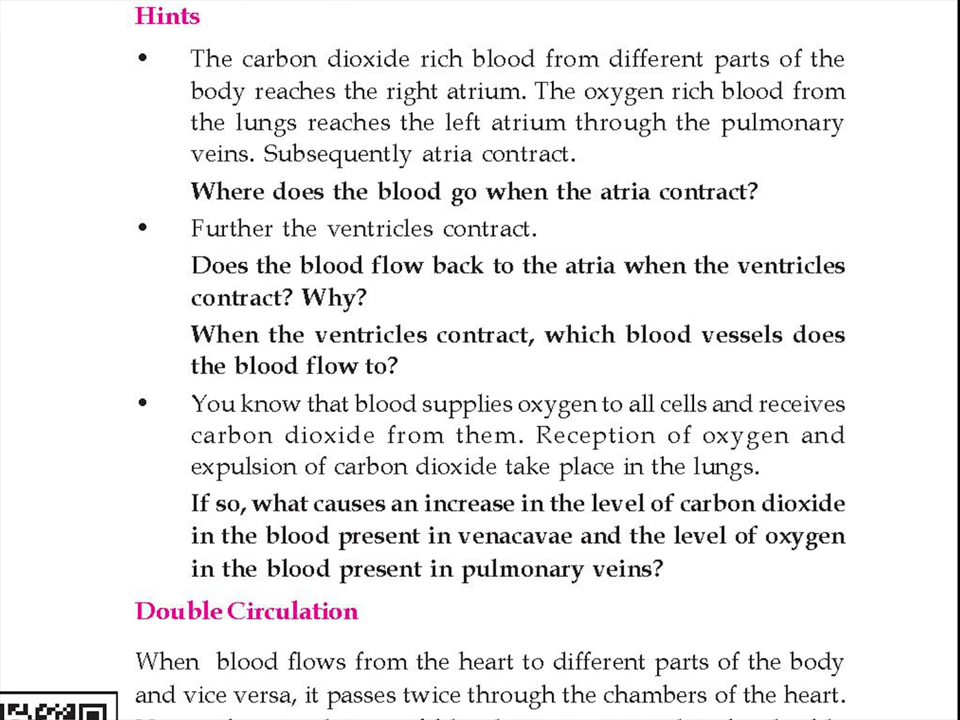 Hints
• The carbon dioxide rich blood from different parts of the
body reaches the right atrium. The oxygen rich blood from
the lungs reaches the left atrium through the pulmonary
veins. Subsequently atria contract.
Where does the blood go when the atria contract?
• Further the ventricles contract.
Does the blood flow back to the atria when the ventricles
contract? Why?
When the ventricles contract, which blood vessels does
the blood flow to?
• You know that blood supplies oxygen to all cells and receives
carbon dioxide from them. Reception of oxygen and
expulsion of carbon dioxide take place in the lungs.
If so, what causes an increase in the level of carbon dioxide
in the blood present in venacavae and the level of oxygen
in the blood present in pulmonary veins?
Double Circulation
When blood flows from the heart to different parts of the body
and vice versa, it passes twice through the chambers of the heart.